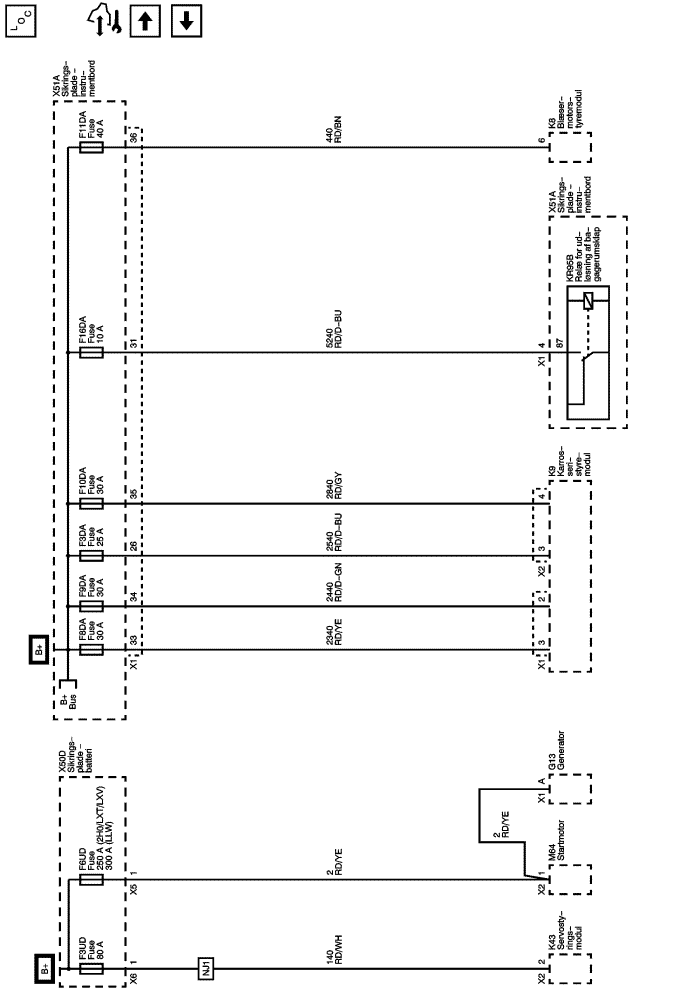 LOC
B+
X50D
Sikrings-
plade -
batteri
F3UD
Fuse
80 A
X6
1
NJ1
140
RD/WH
X2
2
K43
Servosty-
rings-
modul
F6UD
Fuse
250 A (2H0/LXT/LXV)
300 A (LLW)
X5
1
2
RD/YE
X2
1
M64
Startmotor
2
RD/YE
X1
A
G13
Generator
B+
B+
Bus
X51A
Sikrings-
plade -
instru-
mentbord
F8DA
Fuse
30 A
X1
33
2340
RD/YE
X1
3
F9DA
Fuse
30 A
34
2440
RD/D-GN
2
F3DA
Fuse
25 A
26
2540
RD/D-BU
X2
3
F10DA
Fuse
30 A
35
2840
RD/GY
4
K9
Karros-
seri-
styre-
modul
F16DA
Fuse
10 A
31
5240
RD/D-BU
X1
4
87
KR95B
Relæ for ud-
løsning af ba-
gagerumsklap
X51A
Sikrings-
plade -
instru-
mentbord
F11DA
Fuse
40 A
36
440
RD/BN
6
K8
Blæser-
motors-
tyremodul